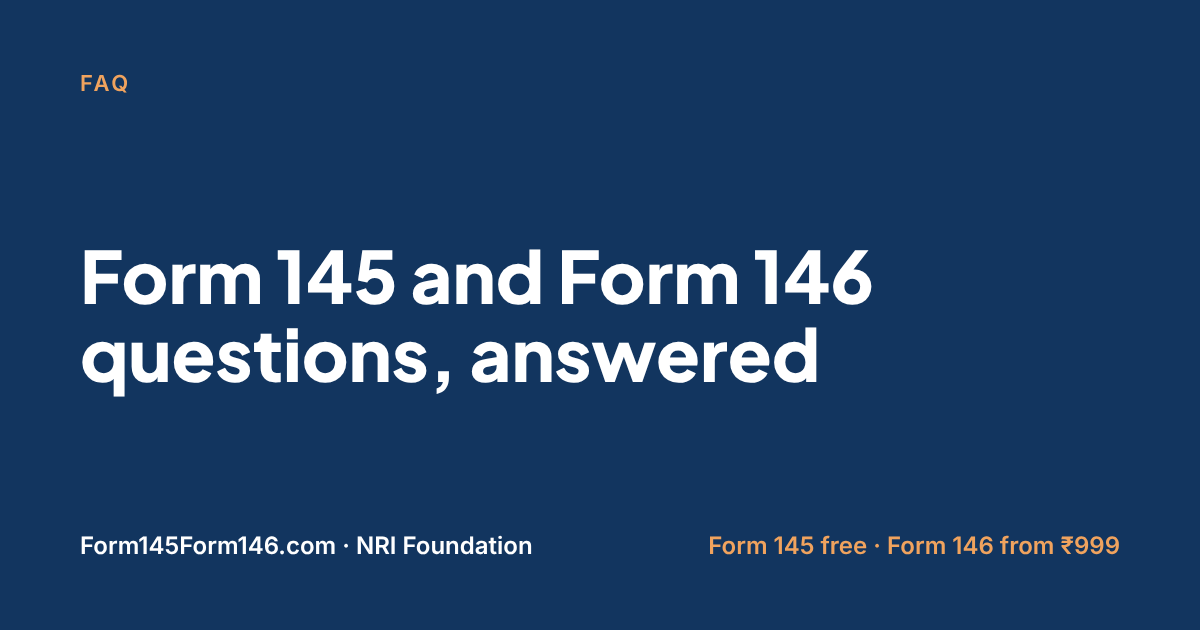 FAQ
Form 145 and Form 146
questions, answered
Form145Form146.com · NRI Foundation
Form 145 free · Form 146 from ₹999